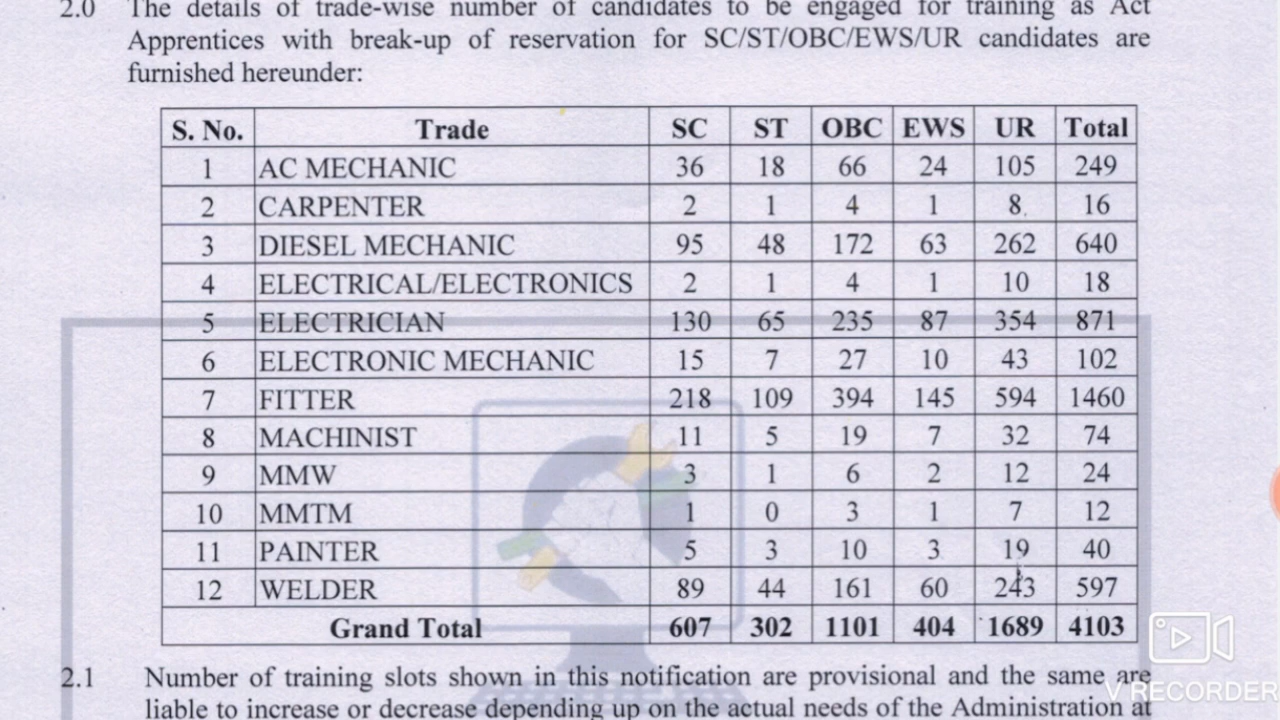 2.0 The details of trade-wise number of candidates to be engaged for training as Act
Apprentices with break-up of reservation for SC/ST/OBC/EWS/UR candidates are
furnished hereunder:
S. No. Trade SC ST OBC EWS UR Total
1 AC MECHANIC 36 18 66 24 105 249
2 CARPENTER 2 1 4 1 8 16
3 DIESEL MECHANIC 95 48 172 63 262 640
4 ELECTRICAL/ELECTRONICS 2 1 4 1 10 18
5 ELECTRICIAN 130 65 235 87 354 871
6 ELECTRONIC MECHANIC 15 7 27 10 43 102
7 FITTER 218 109 394 145 594 1460
8 MACHINIST 11 5 19 7 32 74
9 MMW 3 1 6 2 12 24
10 MMTM 1 0 3 1 7 12
11 PAINTER 5 3 10 3 19 40
12 WELDER 89 44 161 60 243 597
Grand Total 607 302 1101 404 1689 4103
2.1 Number of training slots shown in this notification are provisional and the same are
liable to increase or decrease depending up on the actual needs of the Administration at
V RECORDER